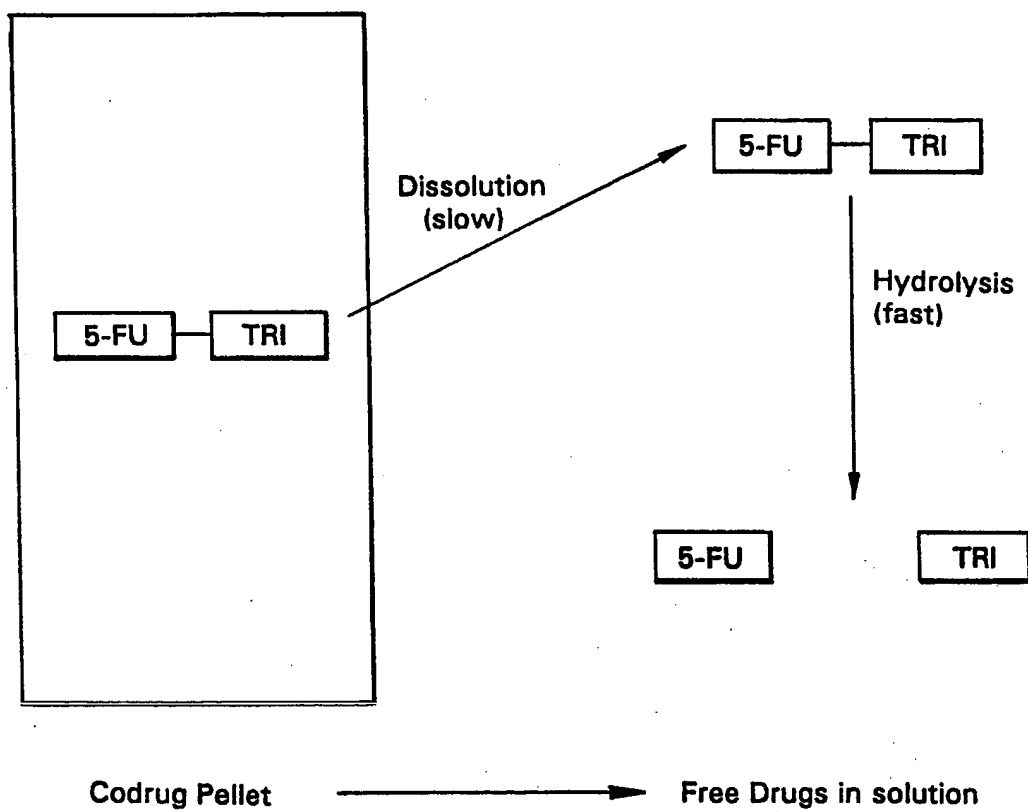 5-FU TRI
Dissolution
(slow)
5-FU TRI
Hydrolysis
(fast)
5-FU TRI
Codrug Pellet Free Drugs in solution